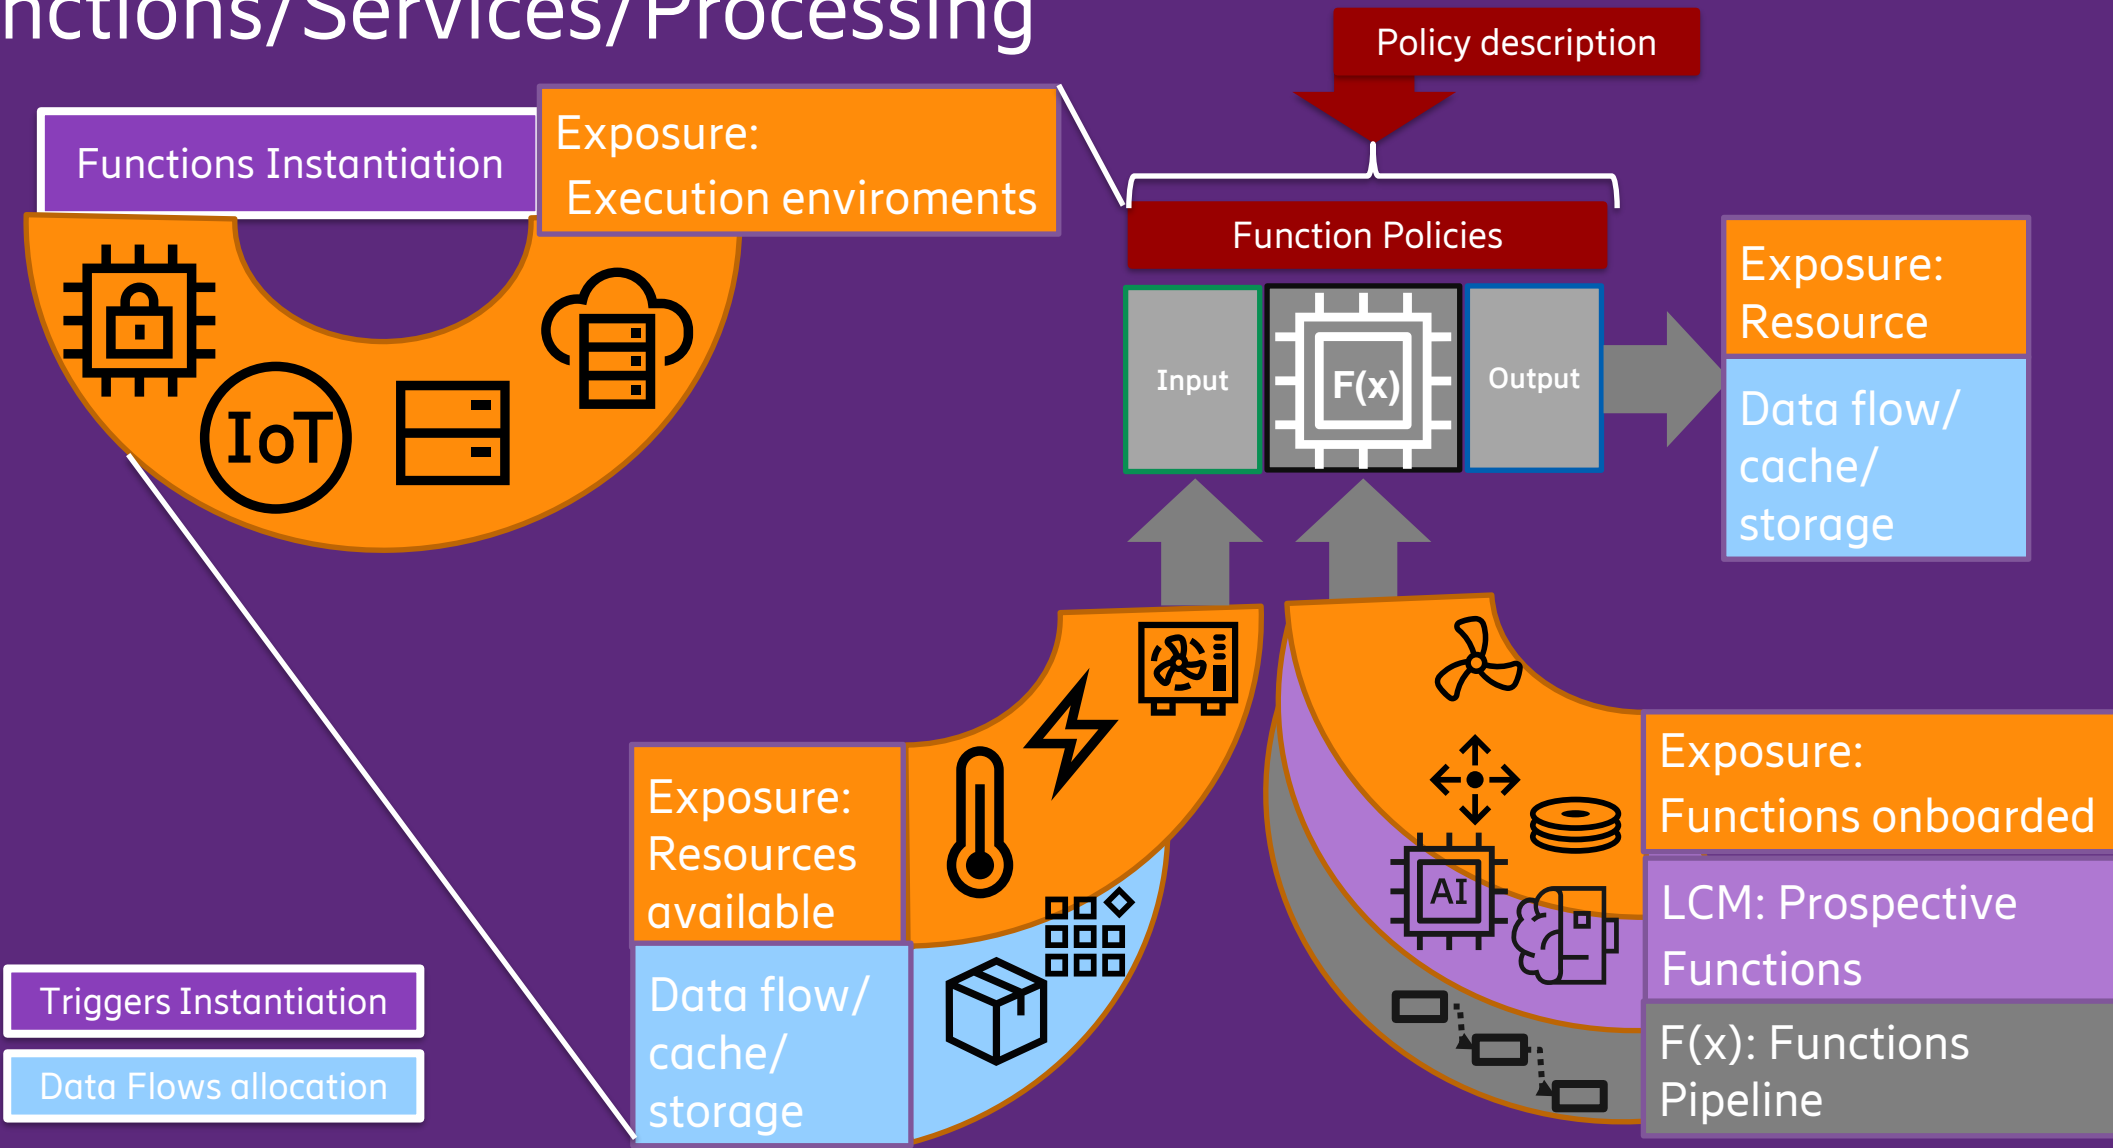 nctions/Services/Processing
Policy description
Functions Instantiation
Exposure:
Execution enviroments
Function Policies
Input
F(x)
Output
Exposure:
Resource
Data flow/
cache/
storage
IoT
Exposure:
Resources
available
Data flow/
cache/
storage
AI
Exposure:
Functions onboarded
LCM: Prospective
Functions
F(x): Functions
Pipeline
Triggers Instantiation
Data Flows allocation